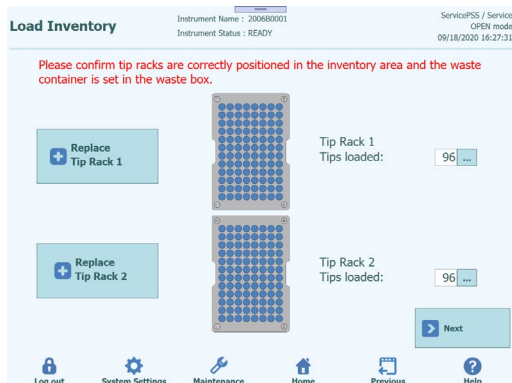 Load Inventory
Instrument Name : 2006B0001
Instrument Status : READY
ServicePSS / Service
OPEN mode
09/18/2020 16:27:31
Please confirm tip racks are correctly positioned in the inventory area and the waste
container is set in the waste box.
Replace
Tip Rack 1
Tip Rack 1
Tips loaded:
96 ...
Replace
Tip Rack 2
Tip Rack 2
Tips loaded:
96 ...
Next
Log out
System Settings
Maintenance
Home
Previous
Help